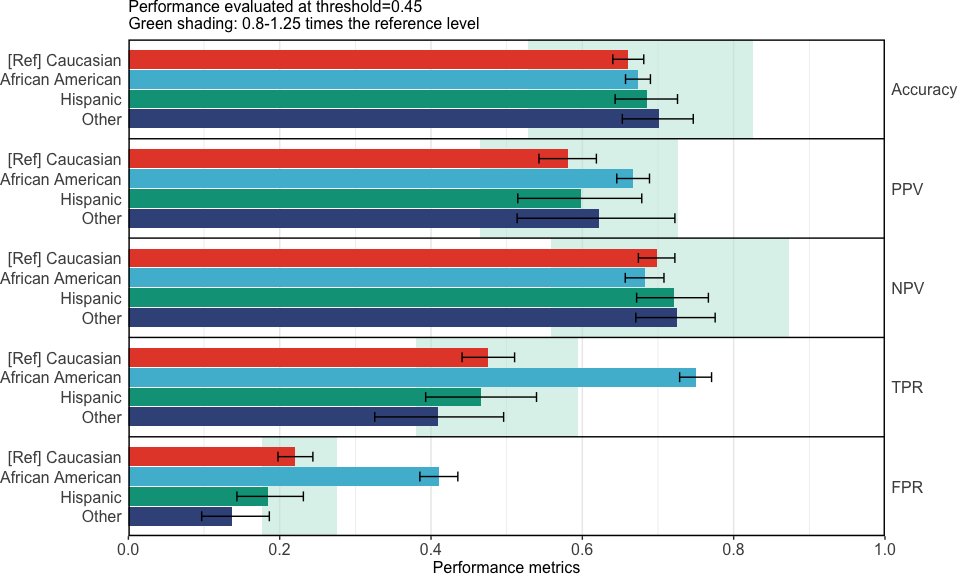 Performance evaluated at threshold=0.45
Green shading: 0.8-1.25 times the reference level
[Ref] Caucasian
African American
Hispanic
Other
Accuracy
[Ref] Caucasian
African American
Hispanic
Other
PPV
[Ref] Caucasian
African American
Hispanic
Other
NPV
[Ref] Caucasian
African American
Hispanic
Other
TPR
[Ref] Caucasian
African American
Hispanic
Other
FPR
0.0 0.2 0.4 0.6 0.8 1.0
Performance metrics